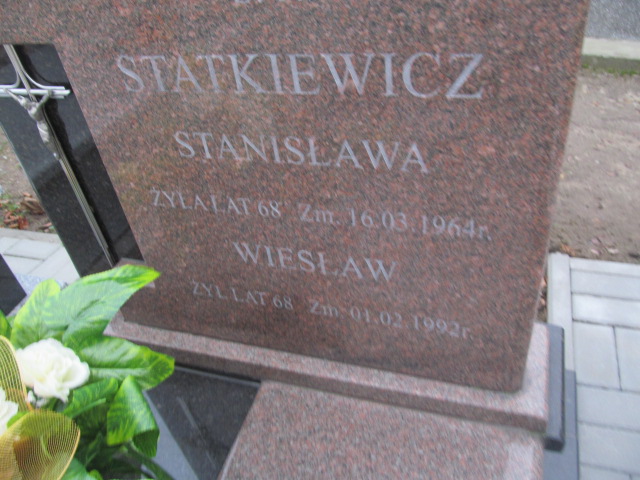 STATKIEWICZ
STANISŁAWA
ŻYŁA LAT 68 Zm. 16.03.1964r.
WIESŁAW
ŻYŁ LAT 68 Zm. 01.02.1992r.